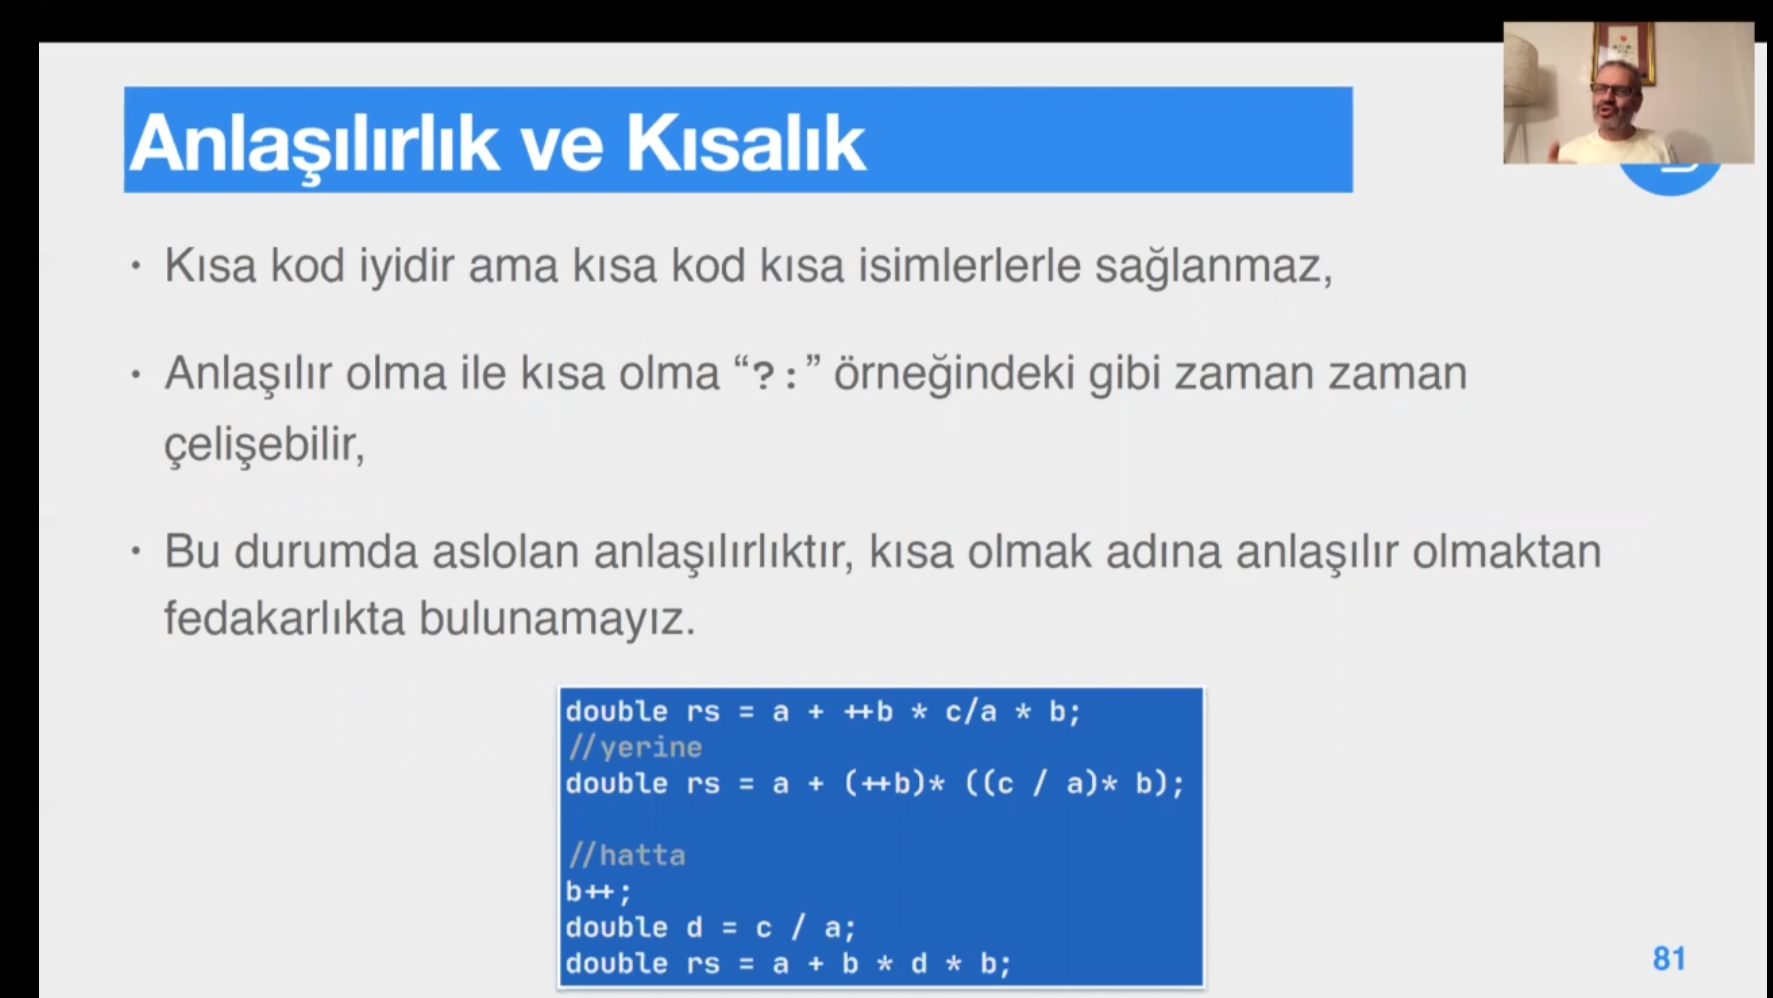 Anlaşılırlık ve Kısalık
• Kısa kod iyidir ama kısa kod kısa isimlerlerle sağlanmaz,
• Anlaşılır olma ile kısa olma “?:” örneğindeki gibi zaman zaman
çelişebilir,
• Bu durumda aslolan anlaşılırlıktır, kısa olmak adına anlaşılır olmaktan
fedakarlıkta bulunamayız.
double rs = a + ++b * c/a * b;
//yerine
double rs = a + (++b)* ((c / a)* b);
//hatta
b++;
double d = c / a;
double rs = a + b * d * b;
81